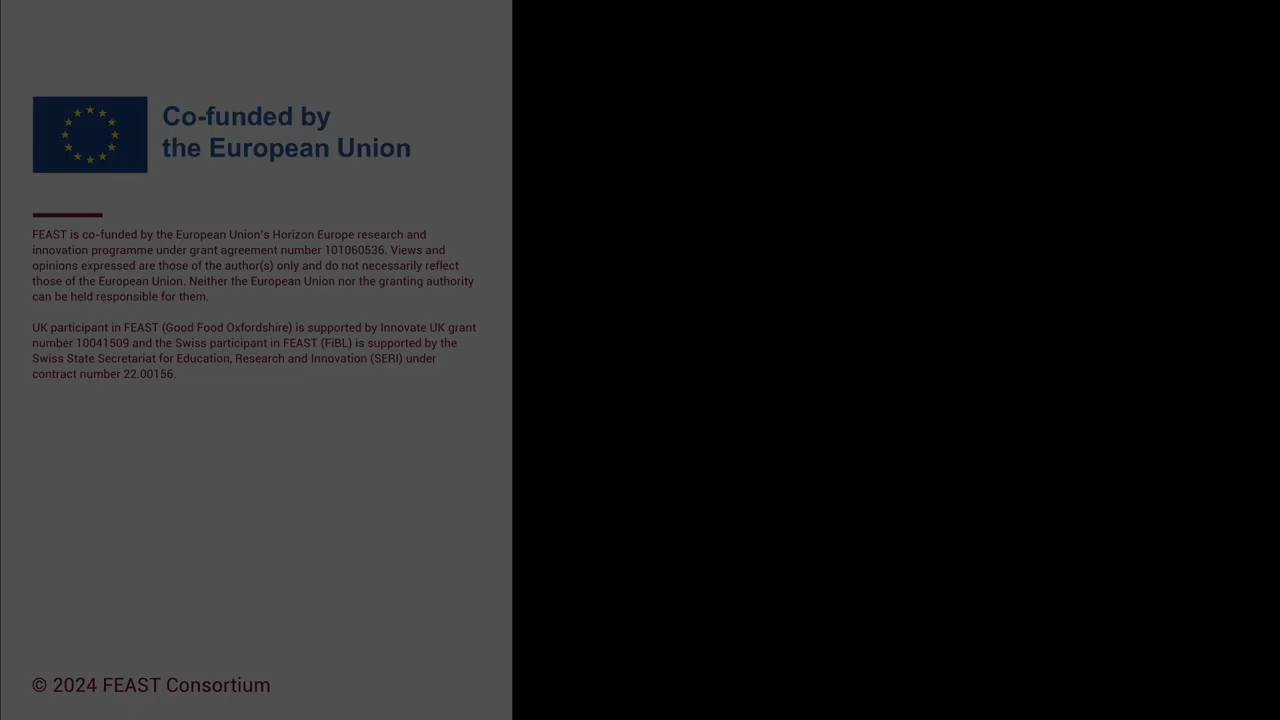 Co-funded by
the European Union
FEAST is co-funded by the European Union's Horizon Europe research and
innovation programme under grant agreement number 101060536. Views and
opinions expressed are those of the author(s) only and do not necessarily reflect
those of the European Union. Neither the European Union nor the granting authority
can be held responsible for them.
UK participant in FEAST (Good Food Oxfordshire) is supported by Innovate UK grant
number 10041509 and the Swiss participant in FEAST (FiBL) is supported by the
Swiss State Secretariat for Education, Research and Innovation (SERI) under
contract number 22.00156.
© 2024 FEAST Consortium